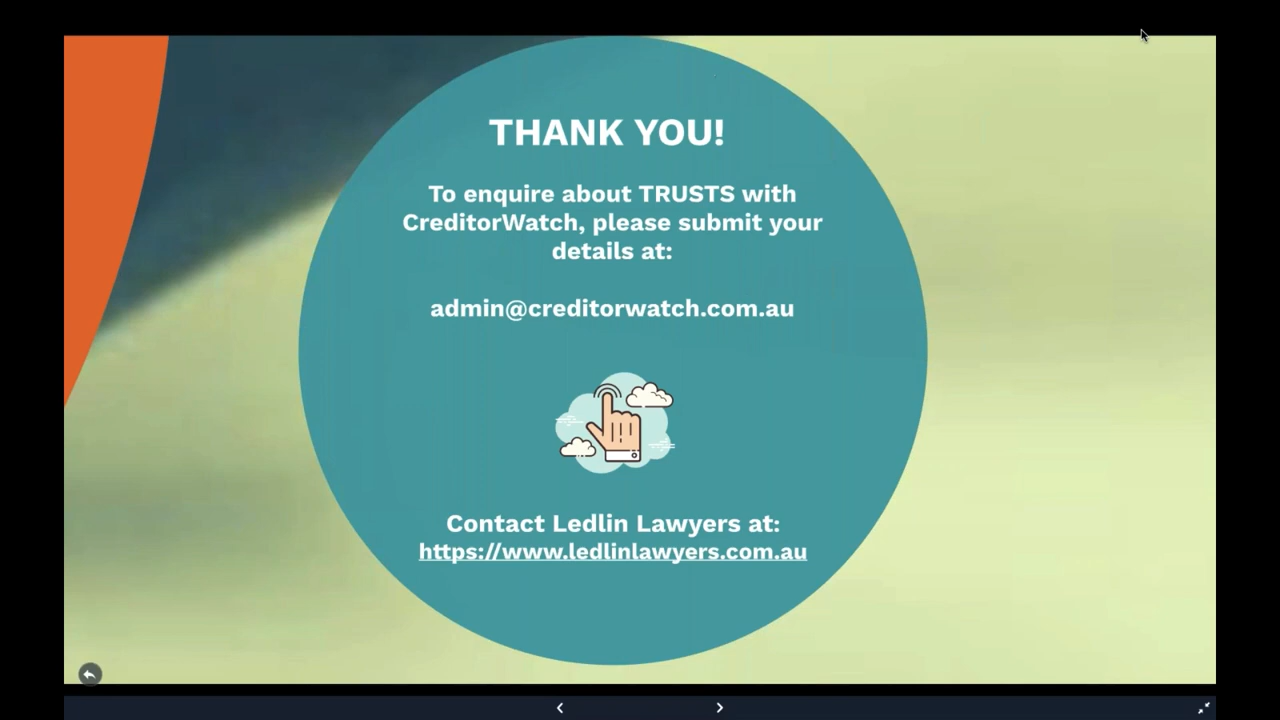 THANK YOU!
To enquire about TRUSTS with
CreditorWatch, please submit your
details at:
admin@creditorwatch.com.au
Contact Ledlin Lawyers at:
https://www.ledlinlawyers.com.au